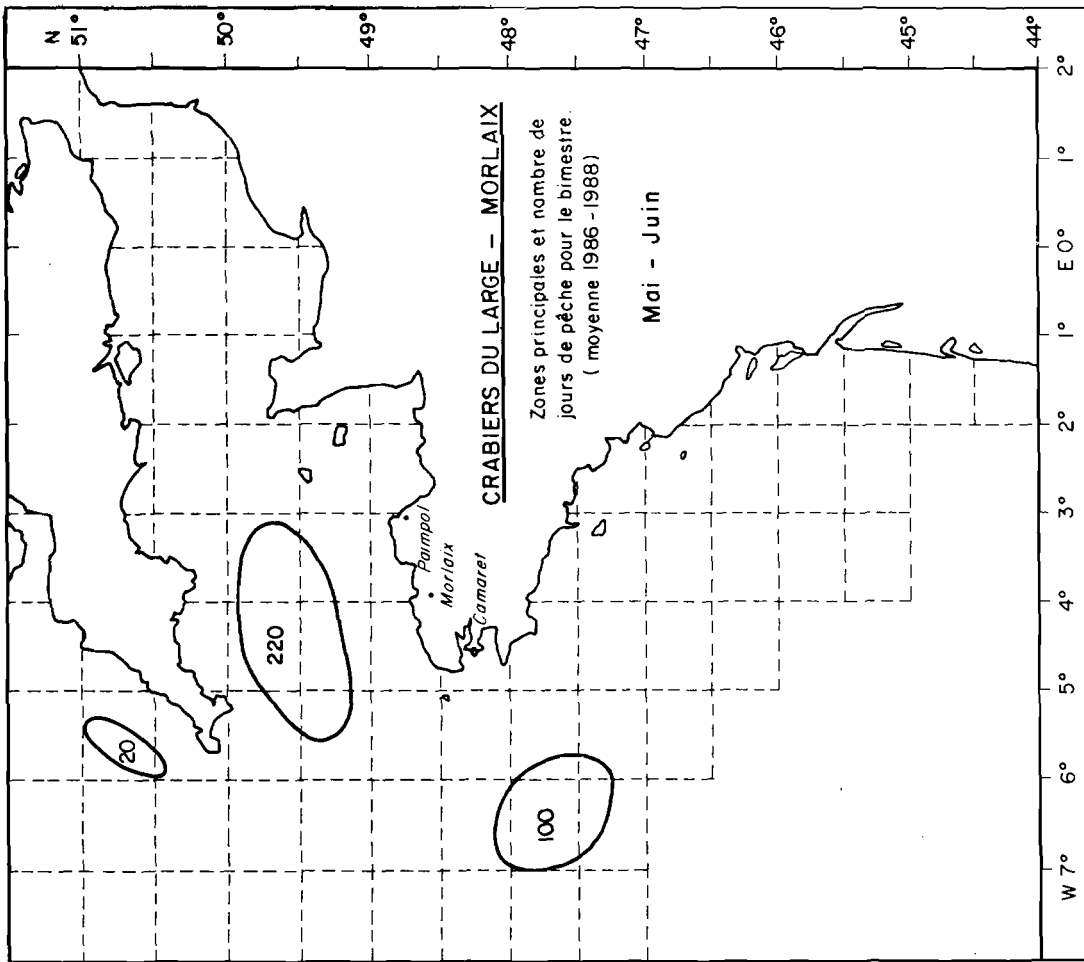 CRABIERS DU LARGE – MORLAIX
Zones principales et nombre de
jours de pêche pour le bimestre.
( moyenne 1986 -1988)
Mai - Juin
N
51°
50°
49°
48°
47°
46°
45°
44°
W 7°
6°
5°
4°
3°
2°
1°
E 0°
1°
2°
20
220
100
Paimpol
Morlaix
Camaret